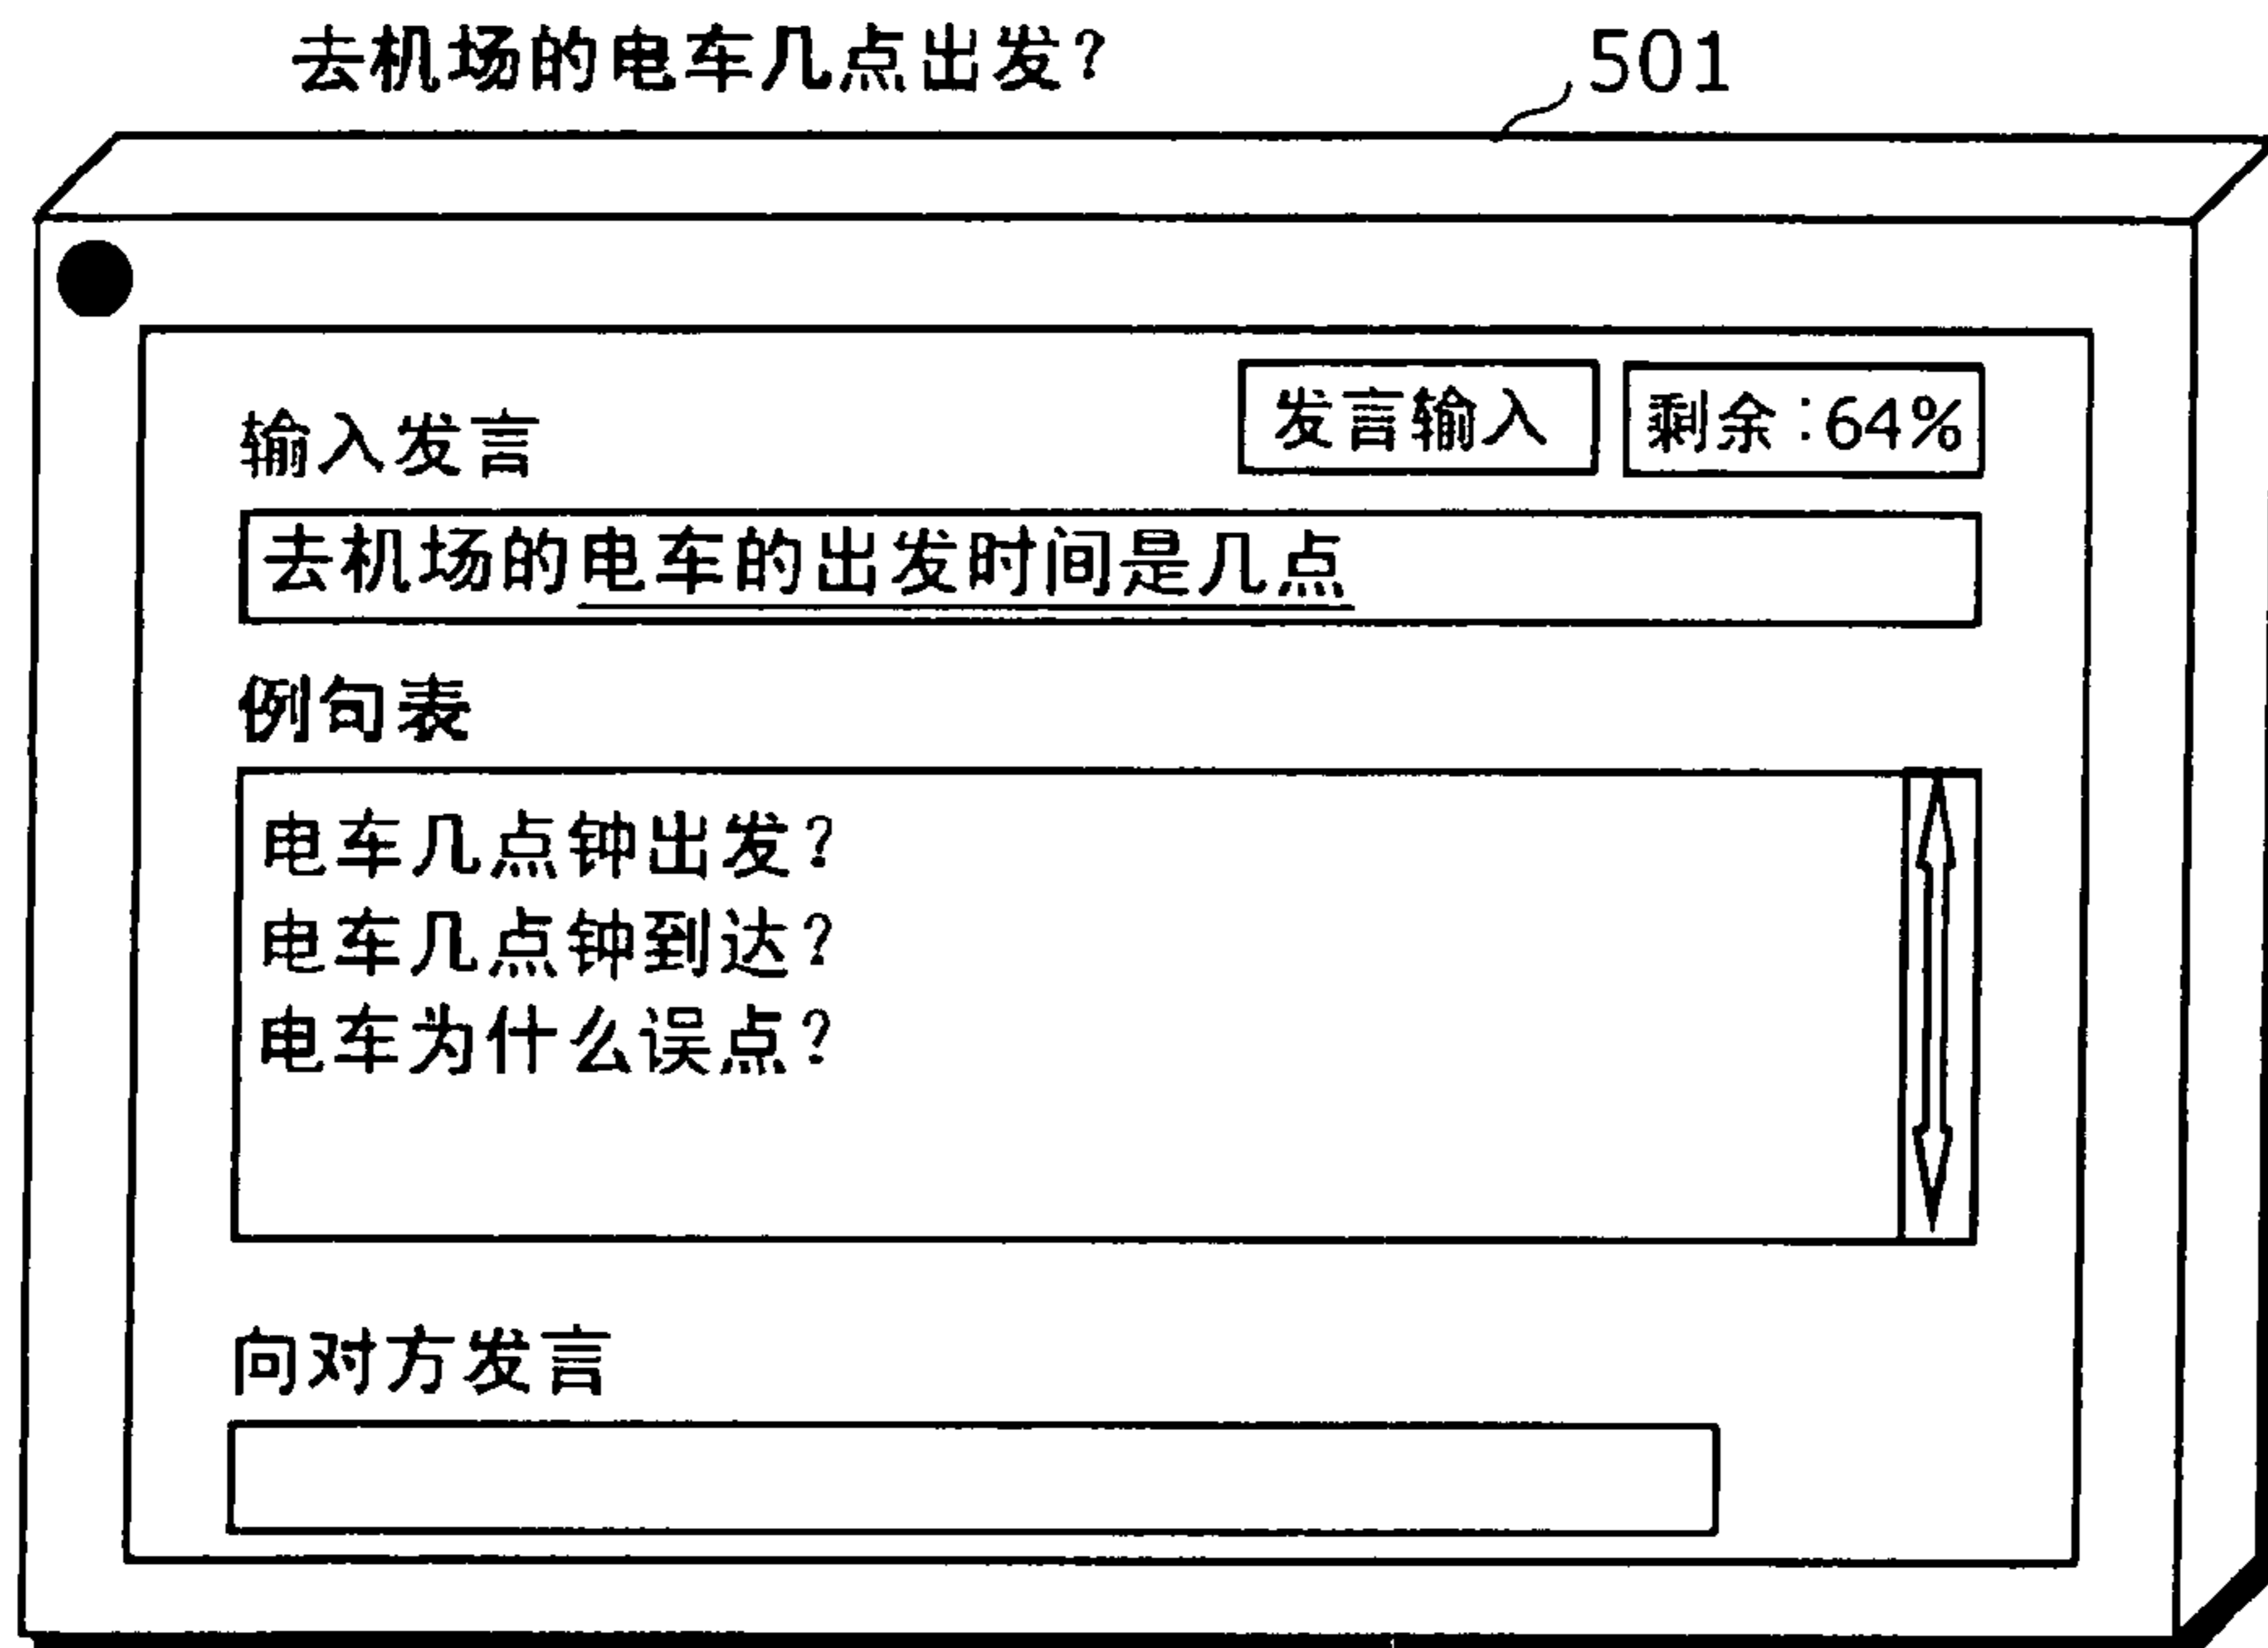 去机场的电车几点出发?
501
发言输入 剩余:64%
输入发言
去机场的电车的出发时间是几点
例句表
电车几点钟出发?
电车几点钟到达?
电车为什么误点?
向对方发言